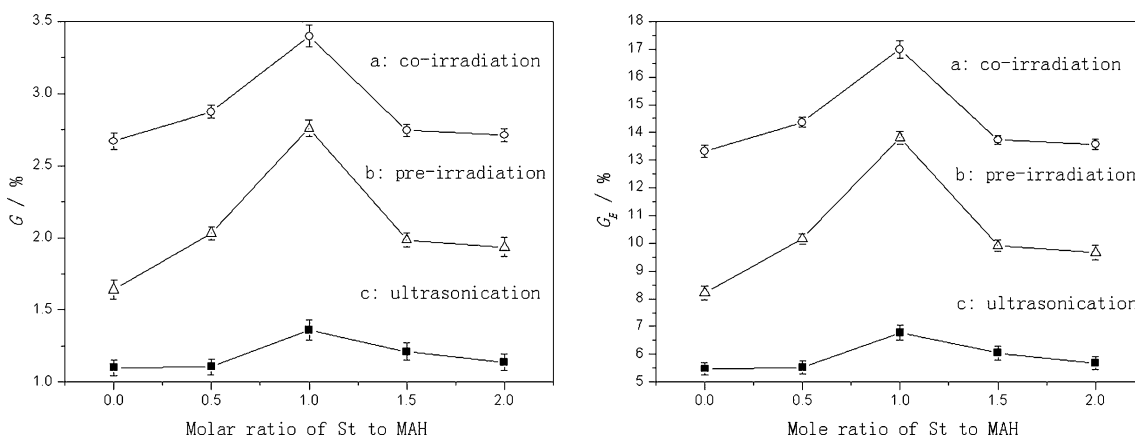 3.5
3.0
2.5
2.0
1.5
1.0
G / %
a: co-irradiation
b: pre-irradiation
c: ultrasonication
0.0 0.5 1.0 1.5 2.0
Molar ratio of St to MAH
18
17
16
15
14
13
12
11
10
9
8
7
6
5
G_E / %
a: co-irradiation
b: pre-irradiation
c: ultrasonication
0.0 0.5 1.0 1.5 2.0
Mole ratio of St to MAH